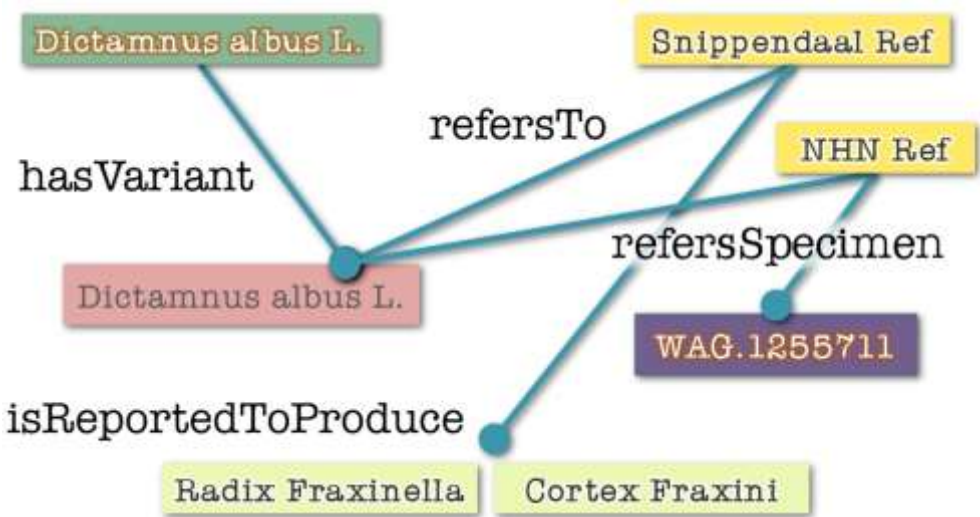 Dictamnus albus L.
Snippendaal Ref
refersTo
NHN Ref
hasVariant
refersSpecimen
Dictamnus albus L.
WAG.1255711
isReportedToProduce
Radix Fraxinella
Cortex Fraxini